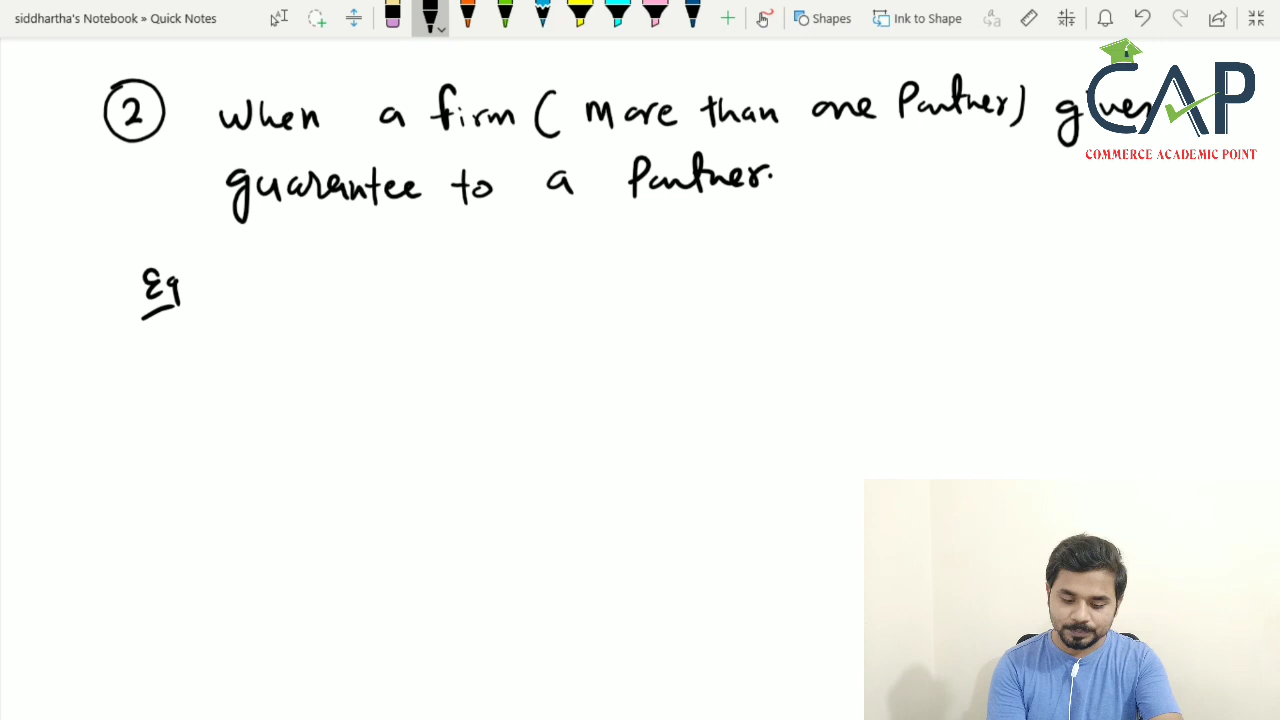 siddhartha's Notebook » Quick Notes
Shapes
Ink to Shape
CAP
COMMERCE ACADEMIC POINT
2 When a firm ( More than one Partner) gives
guarantee to a Partner.
Eg